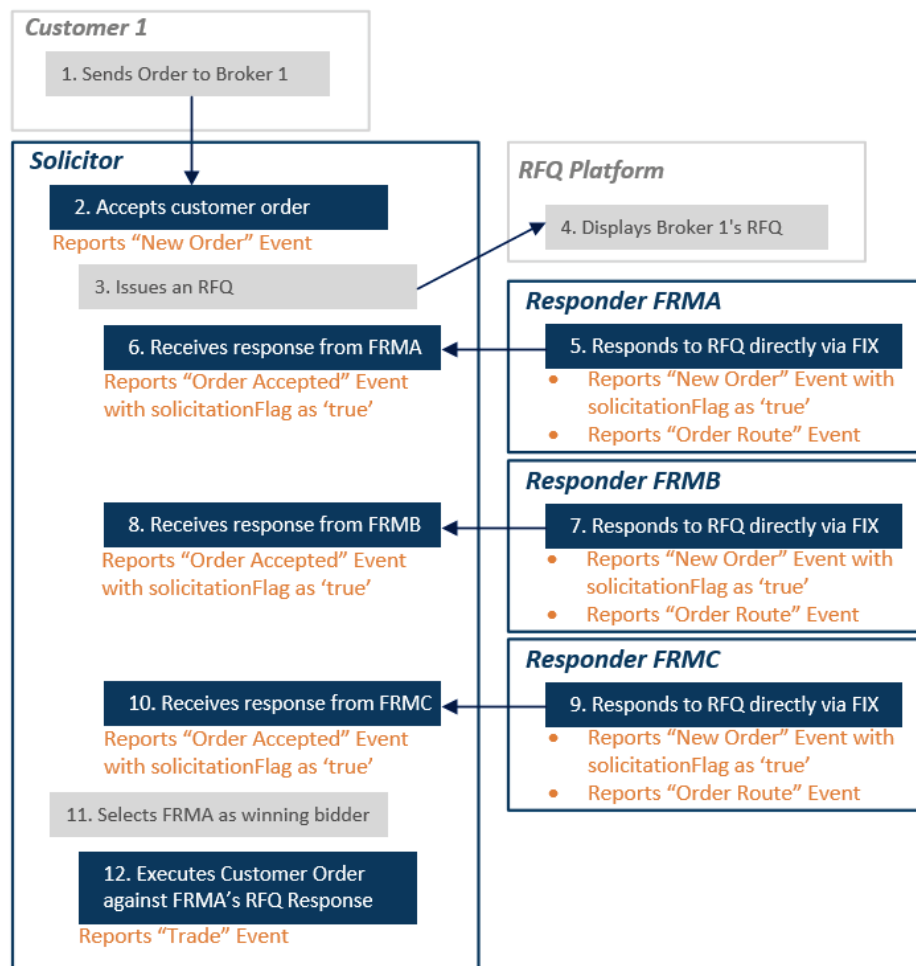 Customer 1
1. Sends Order to Broker 1
Solicitor
2. Accepts customer order
Reports “New Order” Event
3. Issues an RFQ
RFQ Platform
4. Displays Broker 1's RFQ
Responder FRMA
5. Responds to RFQ directly via FIX
• Reports “New Order” Event with
solicitationFlag as ‘true’
• Reports “Order Route” Event
6. Receives response from FRMA
Reports “Order Accepted” Event
with solicitationFlag as ‘true’
Responder FRMB
7. Responds to RFQ directly via FIX
• Reports “New Order” Event with
solicitationFlag as ‘true’
• Reports “Order Route” Event
8. Receives response from FRMB
Reports “Order Accepted” Event
with solicitationFlag as ‘true’
Responder FRMC
9. Responds to RFQ directly via FIX
• Reports “New Order” Event with
solicitationFlag as ‘true’
• Reports “Order Route” Event
10. Receives response from FRMC
Reports “Order Accepted” Event
with solicitationFlag as ‘true’
11. Selects FRMA as winning bidder
12. Executes Customer Order
against FRMA’s RFQ Response
Reports “Trade” Event